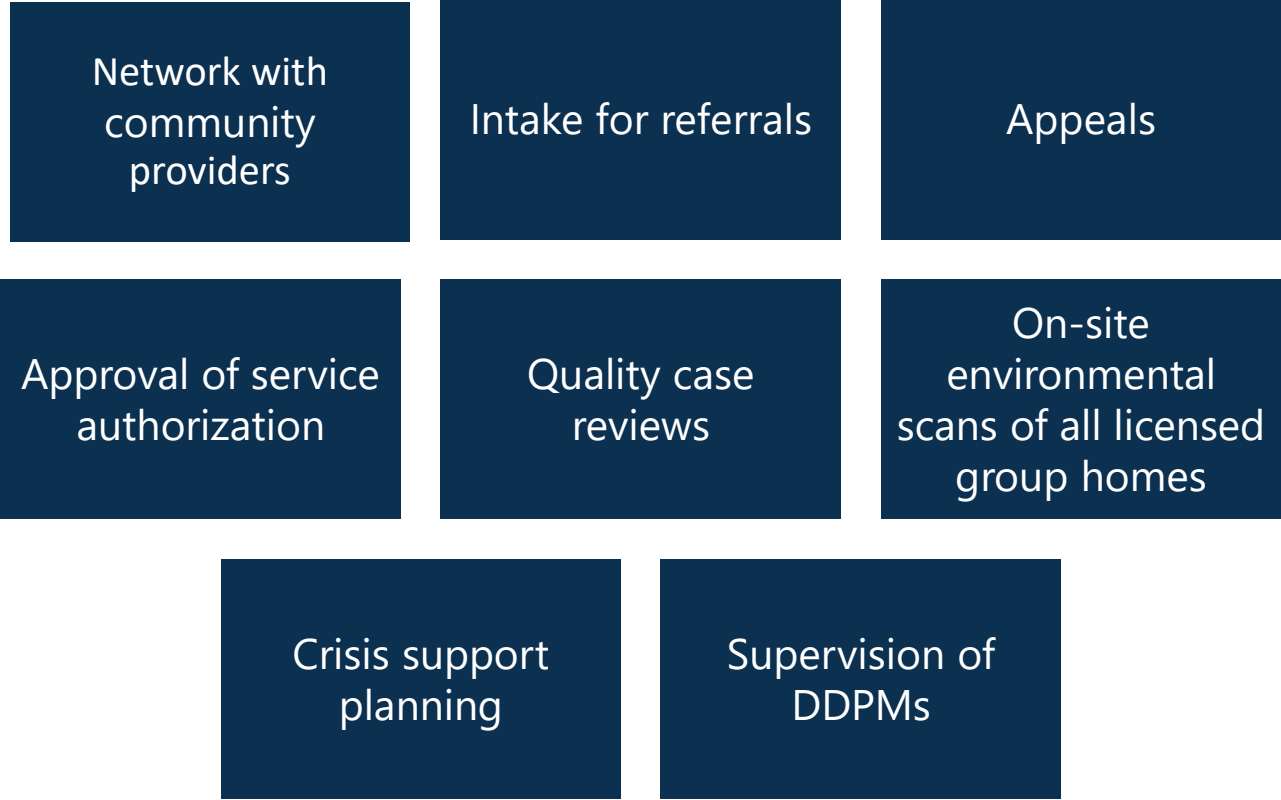 Network with
community
providers
Intake for referrals
Appeals
Approval of service
authorization
Quality case
reviews
On-site
environmental
scans of all licensed
group homes
Crisis support
planning
Supervision of
DDPMs